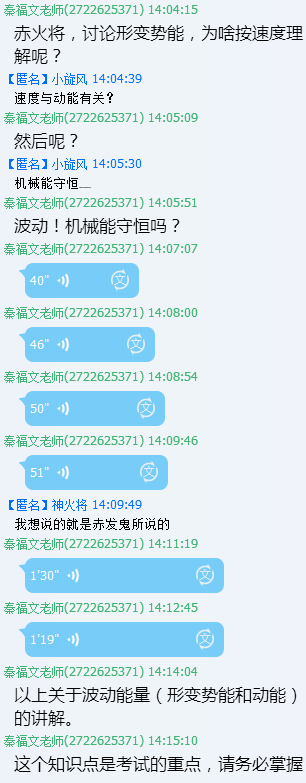 秦福文老师(2722625371) 14:04:15
赤火将，讨论形变势能，为啥按速度理
解呢？
【匿名】小旋风 14:04:39
速度与动能有关？
秦福文老师(2722625371) 14:05:09
然后呢？
【匿名】小旋风 14:05:30
机械能守恒__
秦福文老师(2722625371) 14:05:51
波动！机械能守恒吗？
秦福文老师(2722625371) 14:07:07
40" 文
秦福文老师(2722625371) 14:08:00
46" 文
秦福文老师(2722625371) 14:08:54
50" 文
秦福文老师(2722625371) 14:09:46
51" 文
【匿名】神火将 14:09:49
我想说的就是赤发鬼所说的
秦福文老师(2722625371) 14:11:19
1'30" 文
秦福文老师(2722625371) 14:12:45
1'19" 文
秦福文老师(2722625371) 14:14:04
以上关于波动能量（形变势能和动能）
的讲解。
秦福文老师(2722625371) 14:15:10
这个知识点是考试的重点，请务必掌握